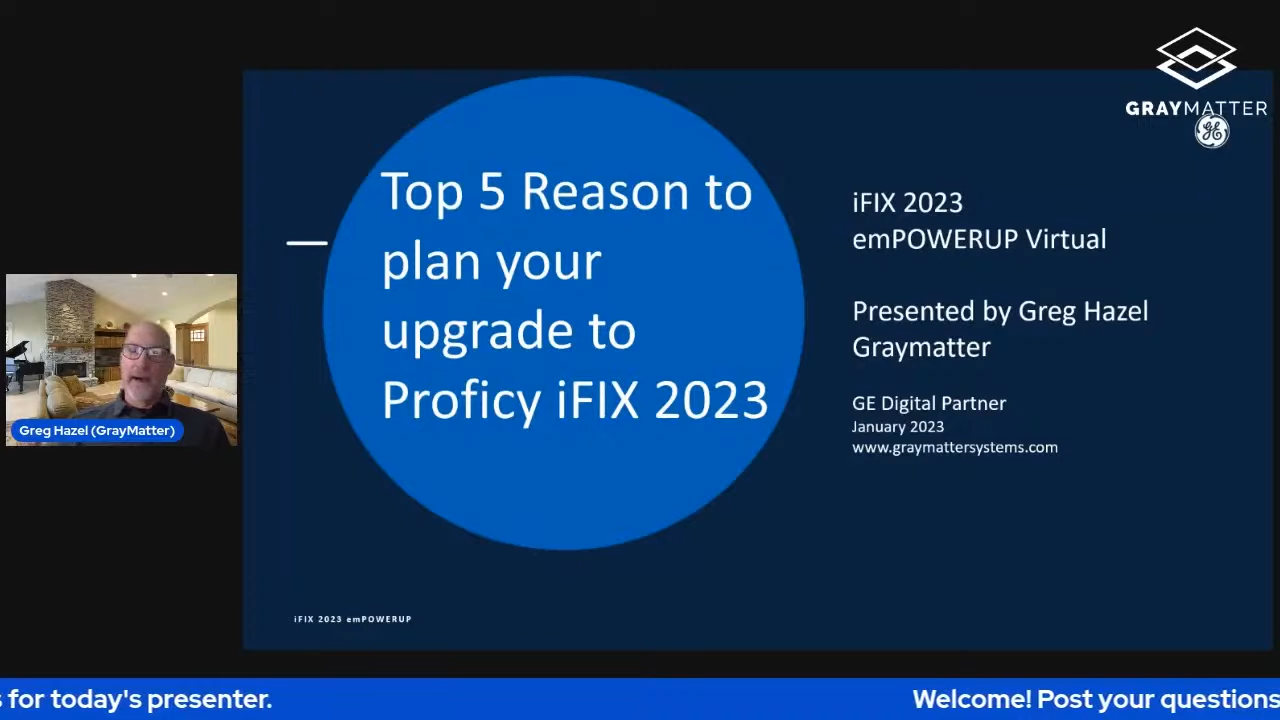 GRAYMATTER
GE
Top 5 Reason to
plan your
upgrade to
Proficy iFIX 2023
iFIX 2023
emPOWERUP Virtual
Presented by Greg Hazel
Graymatter
GE Digital Partner
January 2023
www.graymattersystems.com
Greg Hazel (GrayMatter)
iFIX 2023 emPOWERUP
s for today's presenter.
Welcome! Post your questions